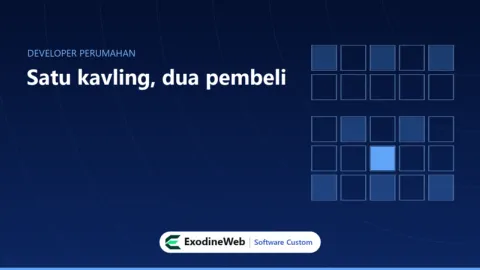 DEVELOPER PERUMAHAN
Satu kavling, dua pembeli
ExodineWeb | Software Custom